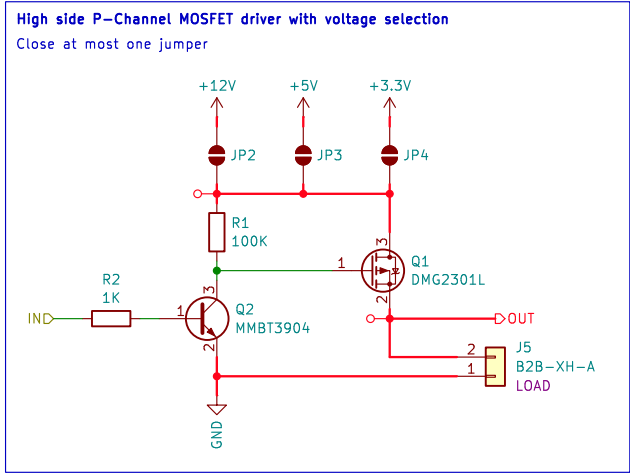 High side P-Channel MOSFET driver with voltage selection
Close at most one jumper
+12V
+5V
+3.3V
JP2
JP3
JP4
R1
100K
3
1
Q1
DMG2301L
2
R2
1K
IN
1
3
Q2
MMBT3904
2
OUT
J5
2
B2B-XH-A
1
LOAD
GND